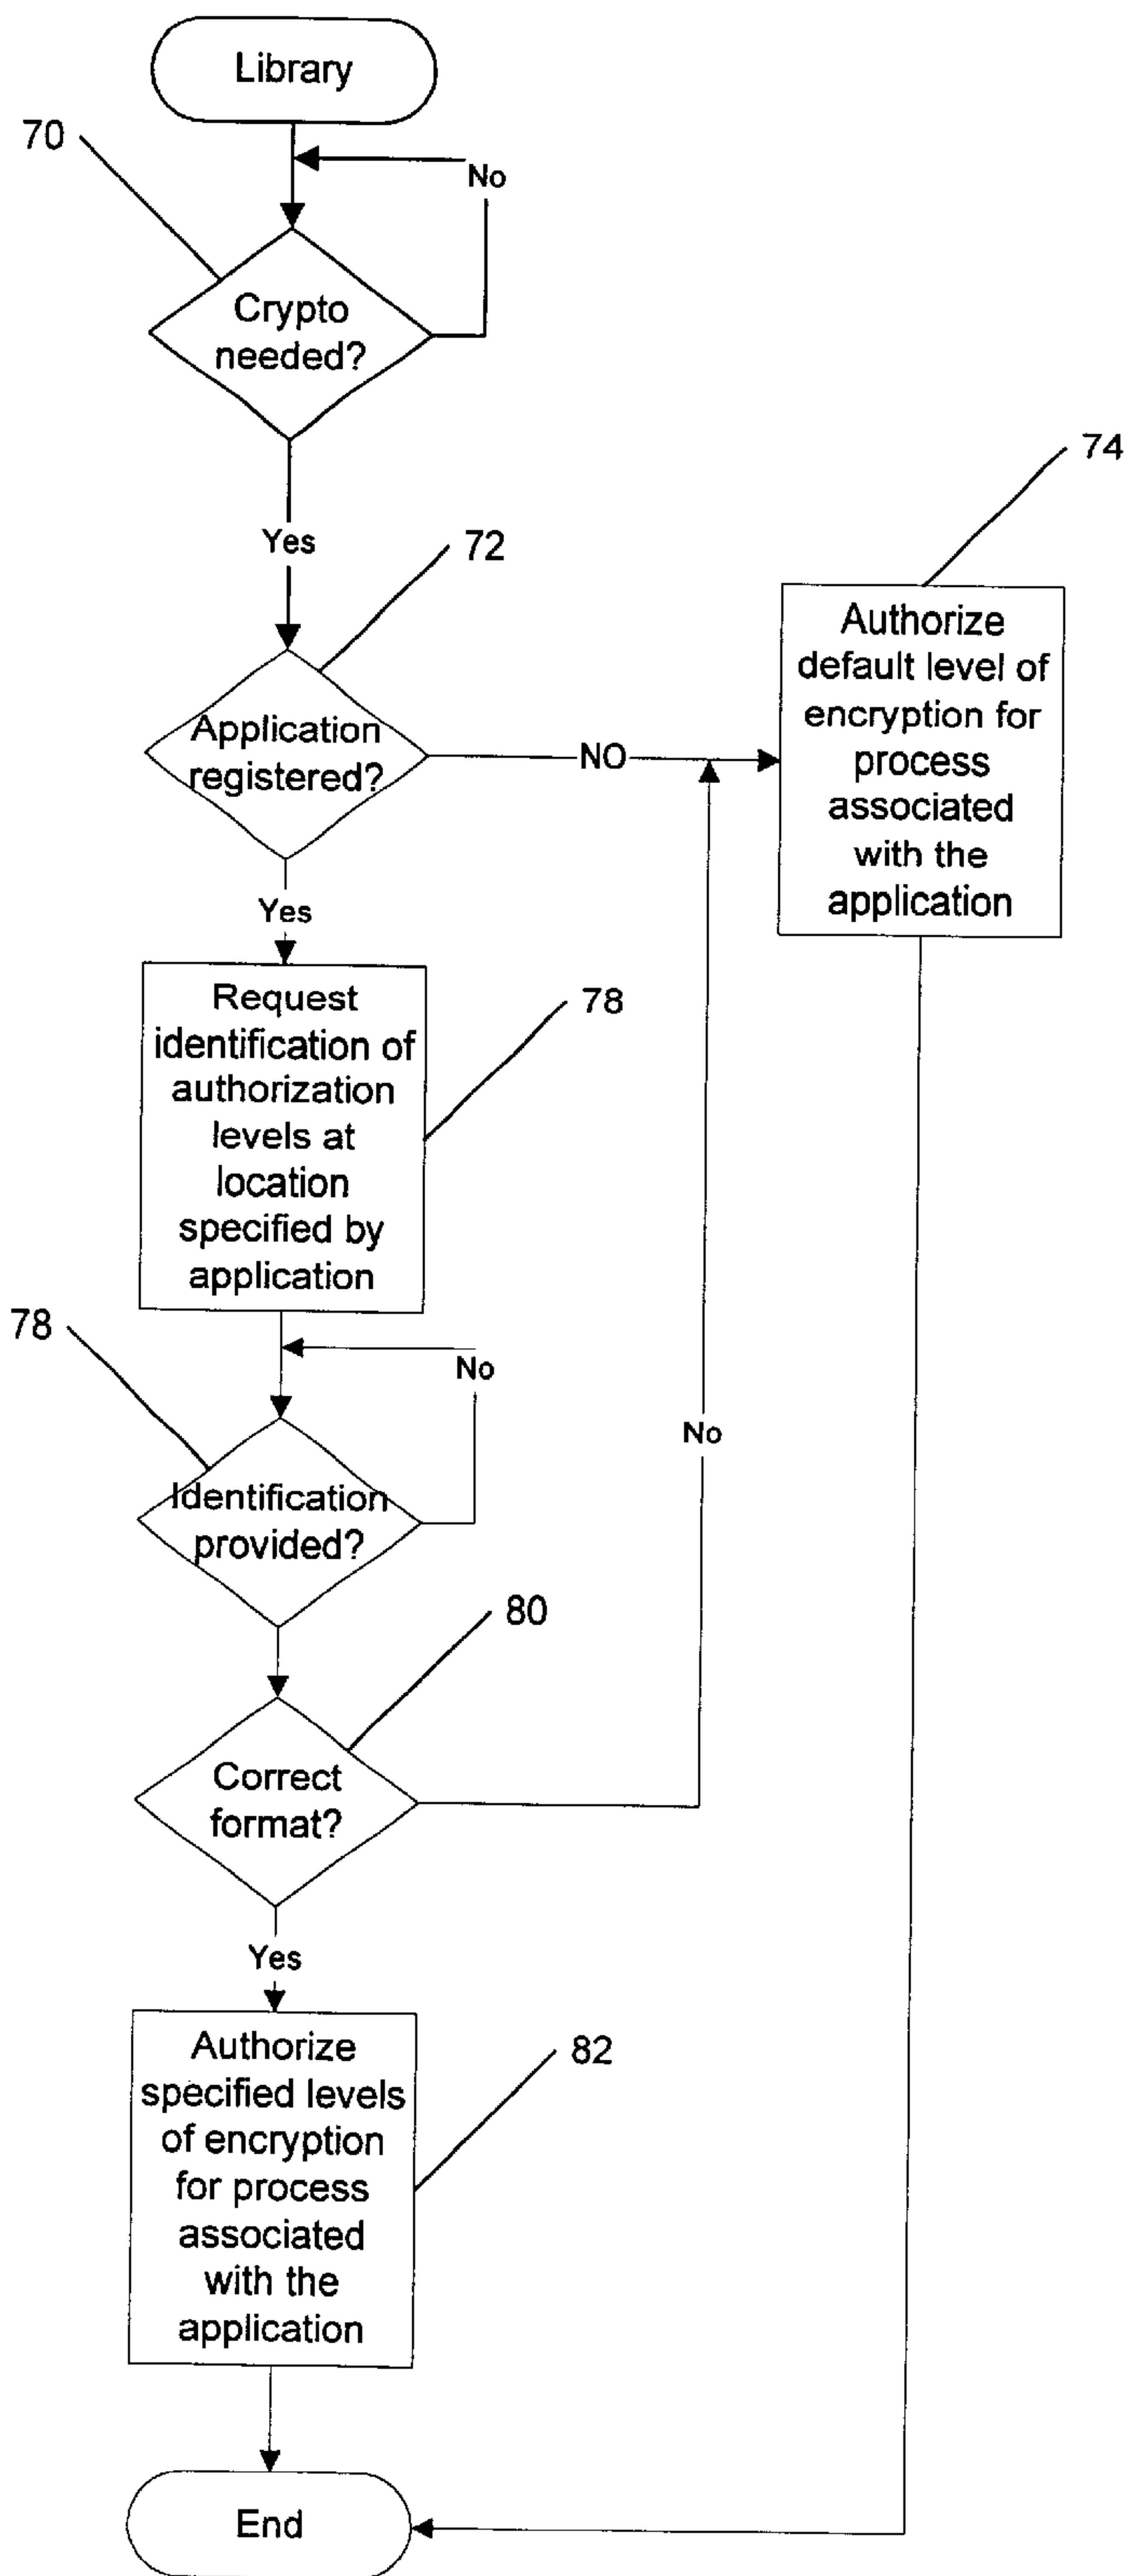 Library
70
No
Crypto
needed?
74
Yes
72
Authorize
default level of
encryption for
process
associated
with the
application
Application
registered?
NO
Yes
Request
identification of
authorization
levels at
location
specified by
application
78
78
No
No
Identification
provided?
80
Correct
format?
Yes
Authorize
specified levels
of encryption
for process
associated
with the
application
82
End